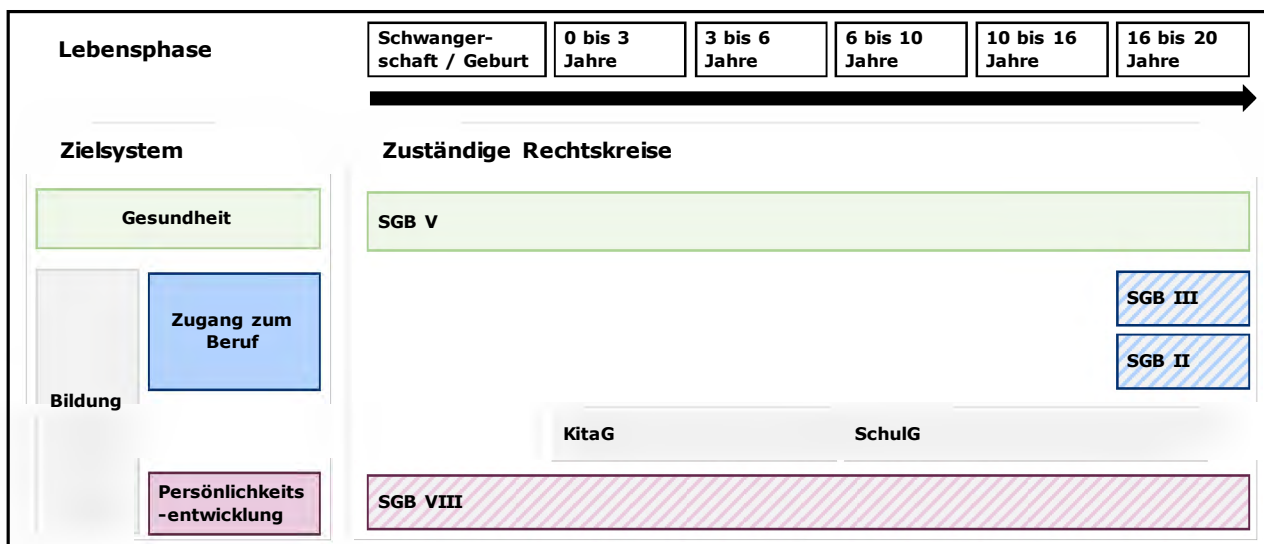 Lebensphase
Schwanger-
schaft / Geburt
0 bis 3
Jahre
3 bis 6
Jahre
6 bis 10
Jahre
10 bis 16
Jahre
16 bis 20
Jahre
Zielsystem
Zuständige Rechtskreise
Gesundheit
SGB V
Zugang zum
Beruf
SGB III
SGB II
Bildung
KitaG
SchulG
Persönlichkeits
-entwicklung
SGB VIII